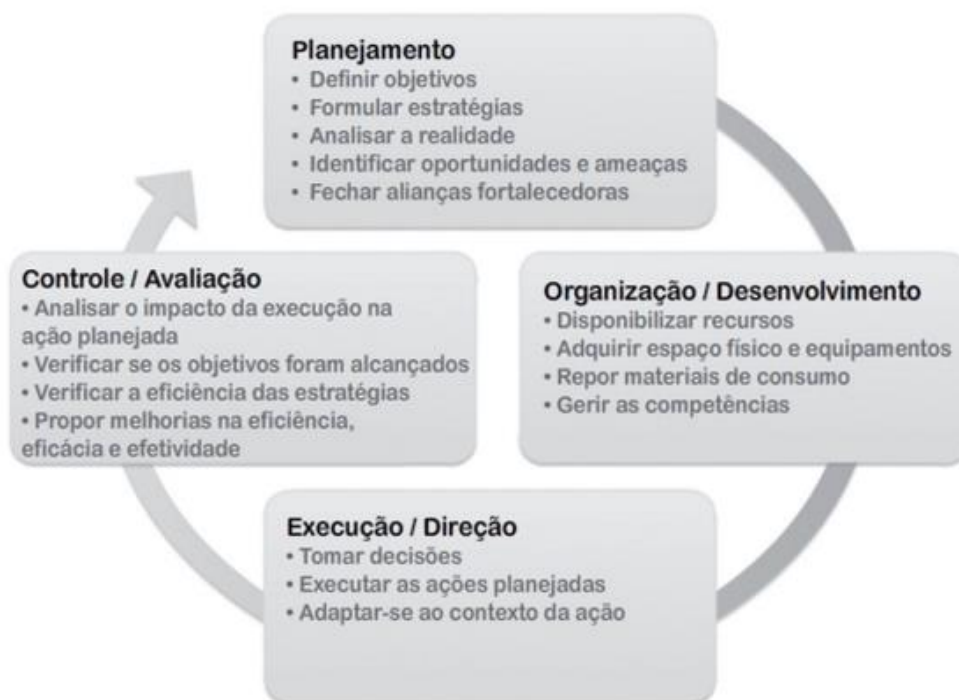 Planejamento
• Definir objetivos
• Formular estratégias
• Analisar a realidade
• Identificar oportunidades e ameaças
• Fechar alianças fortalecedoras
Organização / Desenvolvimento
• Disponibilizar recursos
• Adquirir espaço físico e equipamentos
• Repor materiais de consumo
• Gerir as competências
Execução / Direção
• Tomar decisões
• Executar as ações planejadas
• Adaptar-se ao contexto da ação
Controle / Avaliação
• Analisar o impacto da execução na
ação planejada
• Verificar se os objetivos foram alcançados
• Verificar a eficiência das estratégias
• Propor melhorias na eficiência,
eficácia e efetividade